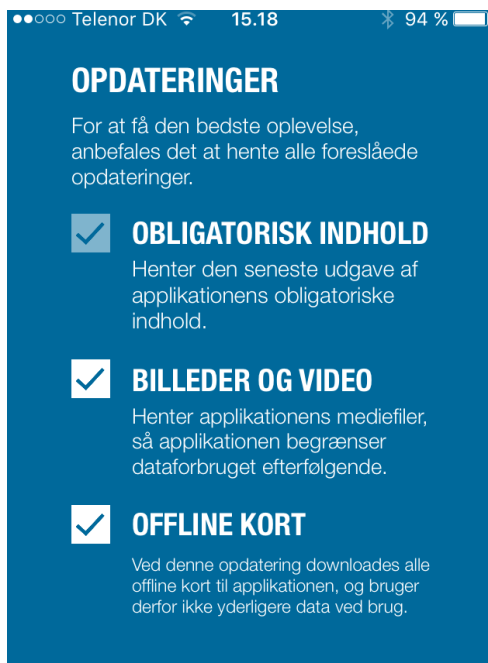 Telenor DK 15.18 94 %
OPDATERINGER
For at få den bedste oplevelse,
anbefales det at hente alle foreslåede
opdateringer.
OBLIGATORISK INDHOLD
Henter den seneste udgave af
applikationens obligatoriske
indhold.
BILLEDER OG VIDEO
Henter applikationens mediefiler,
så applikationen begrænser
dataforbruget efterfølgende.
OFFLINE KORT
Ved denne opdatering downloades alle
offline kort til applikationen, og bruger
derfor ikke yderligere data ved brug.